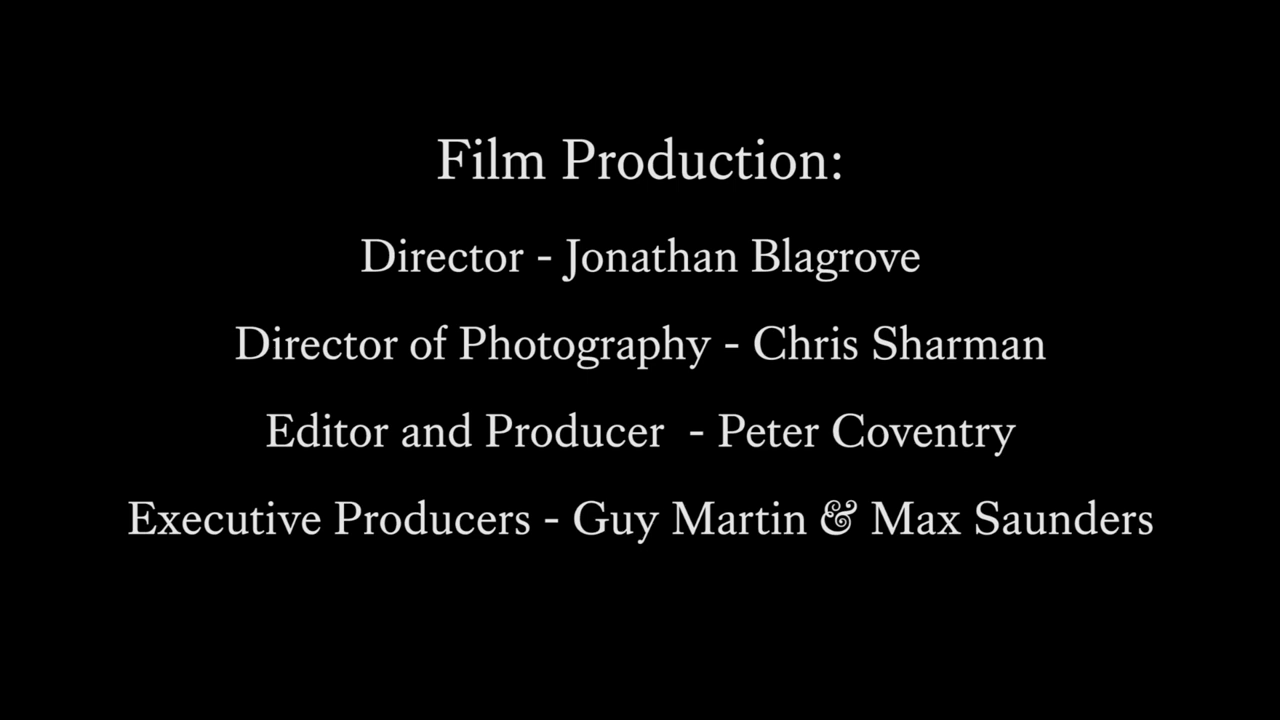 Film Production:
Director - Jonathan Blagrove
Director of Photography - Chris Sharman
Editor and Producer  - Peter Coventry
Executive Producers - Guy Martin & Max Saunders